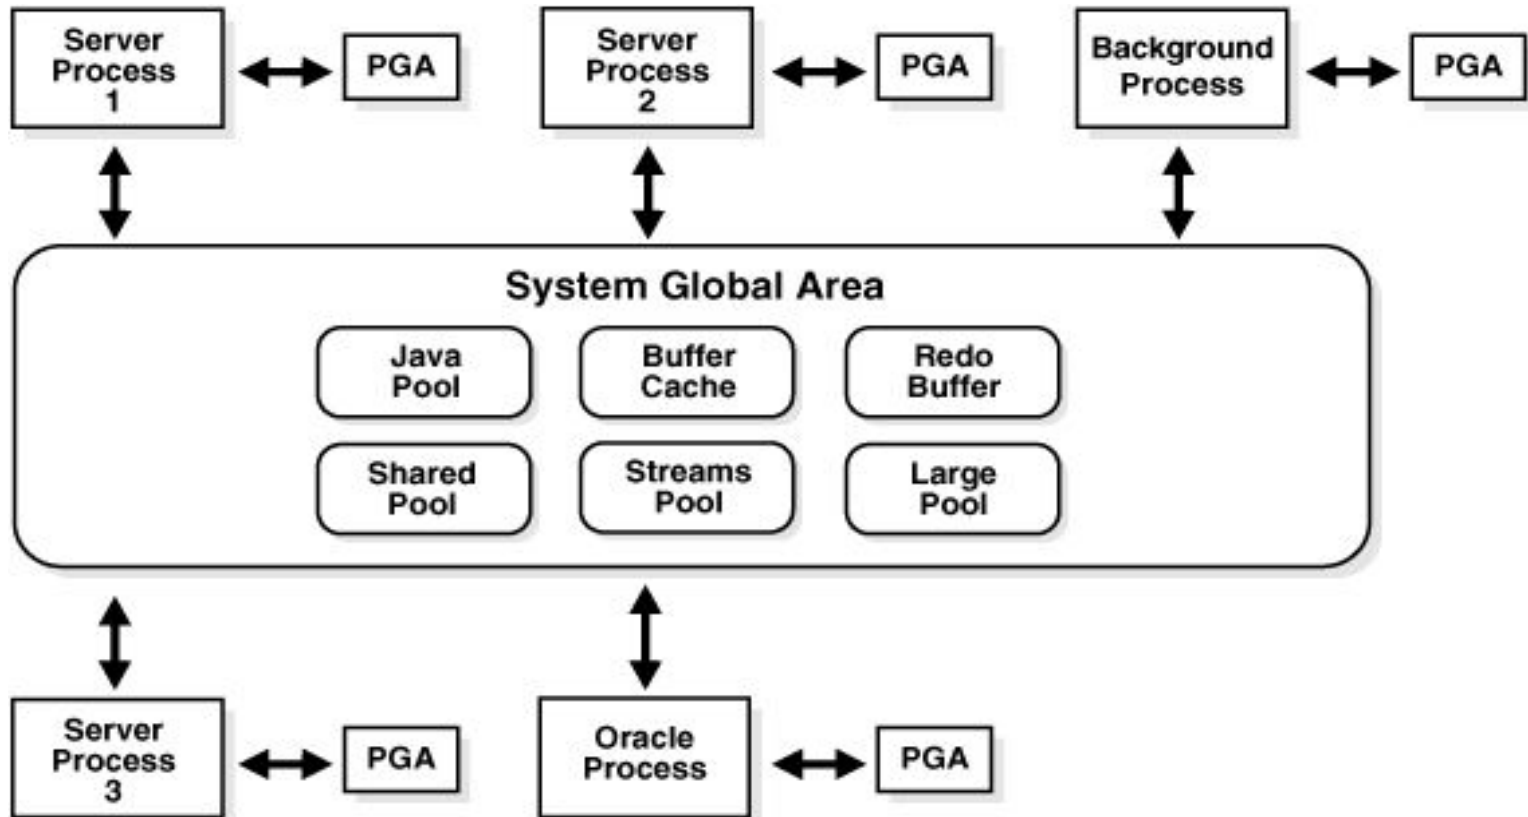 Server
Process
1
PGA
Server
Process
2
PGA
Background
Process
PGA
System Global Area
Java
Pool
Buffer
Cache
Redo
Buffer
Shared
Pool
Streams
Pool
Large
Pool
Server
Process
3
PGA
Oracle
Process
PGA